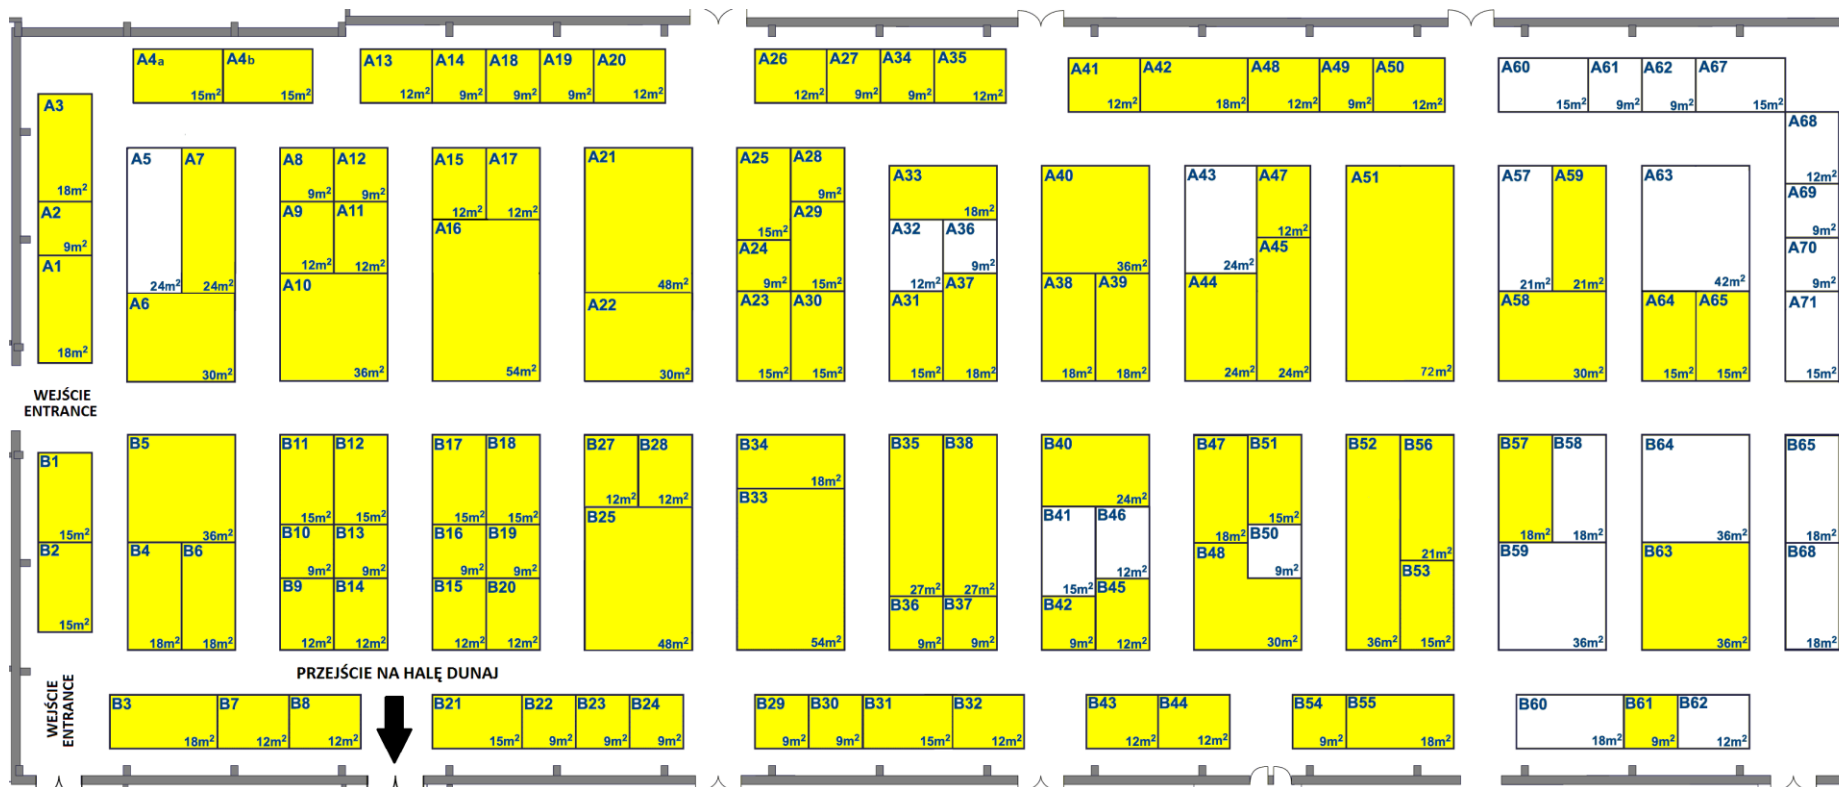 A4a 15m² A4b 15m²
A13 12m² A14 9m² A18 9m² A19 9m² A20 12m²
A26 12m² A27 9m² A34 9m² A35 12m²
A41 12m² A42 18m² A48 12m² A49 9m² A50 12m²
A60 15m² A61 9m² A62 9m² A67 15m²
A68 12m²
A69 9m²
A70 9m²
A71 15m²
A3 18m²
A2 9m²
A1 18m²
A5 24m² A7 24m²
A6 30m²
A8 9m² A12 9m²
A9 12m² A11 12m²
A10 36m²
A15 12m² A17 12m²
A16 54m²
A21 48m²
A22 30m²
A25 15m² A28 9m²
A24 9m² A29 15m²
A23 15m² A30 15m²
A33 18m²
A32 12m² A36 9m²
A31 15m² A37 18m²
A40 36m²
A38 18m² A39 18m²
A43 24m² A47 12m²
A44 24m² A45 24m²
A51 72m²
A57 21m² A59 21m²
A58 30m²
A63 42m²
A64 15m² A65 15m²
WEJŚCIE
ENTRANCE
B1 15m²
B2 15m²
B5 36m²
B4 18m² B6 18m²
B11 15m² B12 15m²
B10 9m² B13 9m²
B9 12m² B14 12m²
B17 15m² B18 15m²
B16 9m² B19 9m²
B15 12m² B20 12m²
B27 12m² B28 12m²
B25 48m²
B34 18m²
B33 54m²
B35 27m² B38 27m²
B36 9m² B37 9m²
B40 24m²
B41 15m² B46 12m²
B42 9m² B45 12m²
B47 18m² B51 15m²
B50 9m²
B48 30m²
B52 36m² B56 21m²
B53 15m²
B57 18m² B58 18m²
B59 36m²
B64 36m²
B63 36m²
B65 18m²
B68 18m²
WEJŚCIE
ENTRANCE
PRZEJŚCIE NA HALĘ DUNAJ
B3 18m² B7 12m² B8 12m²
B21 15m² B22 9m² B23 9m² B24 9m²
B29 9m² B30 9m² B31 15m² B32 12m²
B43 12m² B44 12m²
B54 9m² B55 18m²
B60 18m² B61 9m² B62 12m²